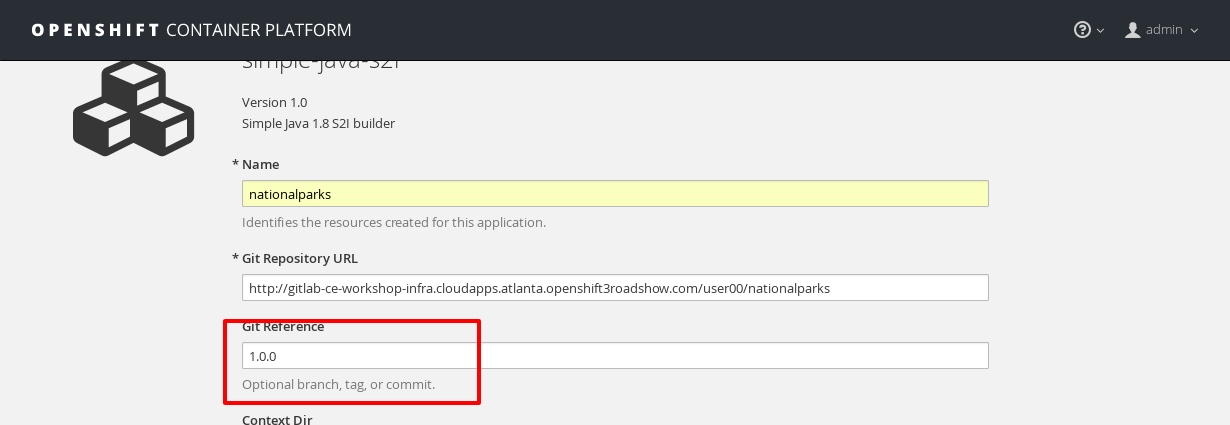 OPENSHIFT CONTAINER PLATFORM
admin
simple-java-s2i
Version 1.0
Simple Java 1.8 S2I builder
* Name
nationalparks
Identifies the resources created for this application.
* Git Repository URL
http://gitlab-ce-workshop-infra.cloudapps.atlanta.openshift3roadshow.com/user00/nationalparks
Git Reference
1.0.0
Optional branch, tag, or commit.
Context Dir